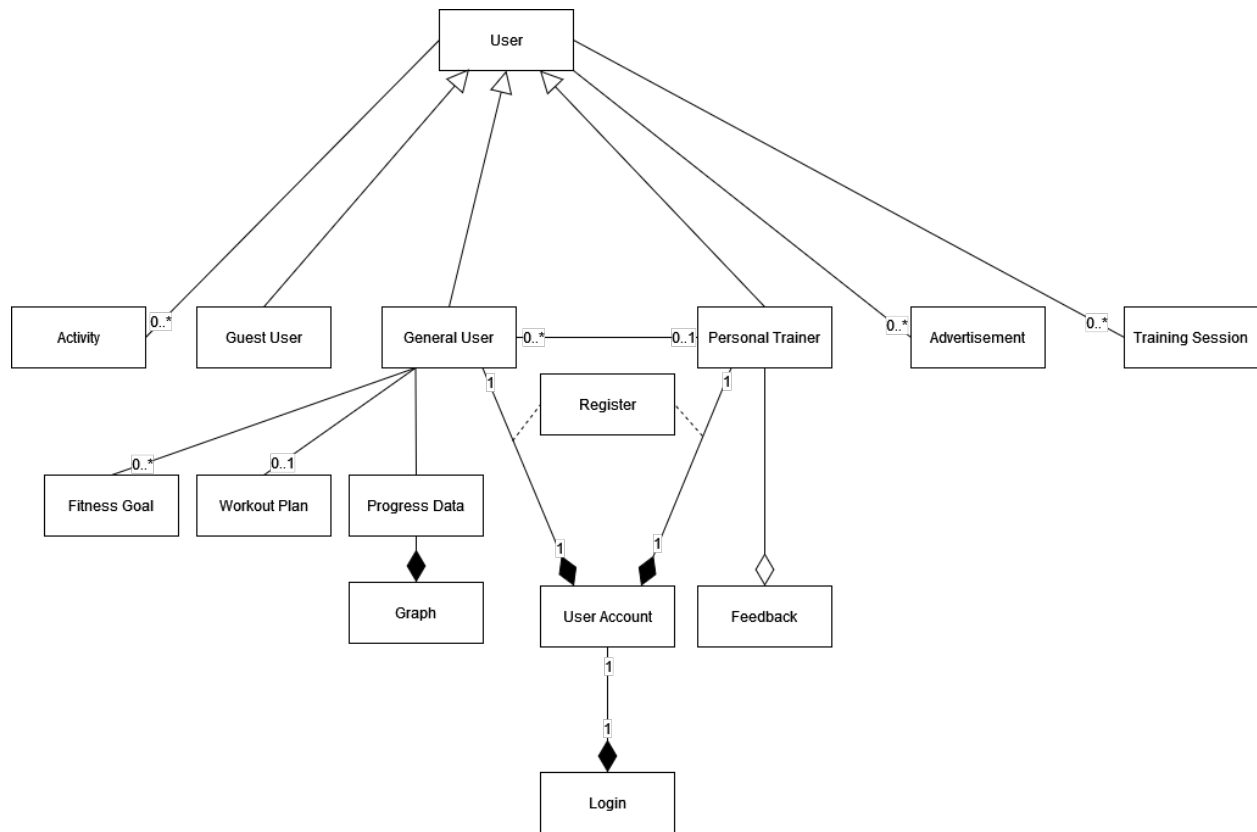 User
Activity
0..*
Guest User
General User
0..*
0..1
Personal Trainer
0..*
Advertisement
0..*
Training Session
1
Register
1
0..*
0..1
Fitness Goal
Workout Plan
Progress Data
1
1
Graph
User Account
Feedback
1
1
Login